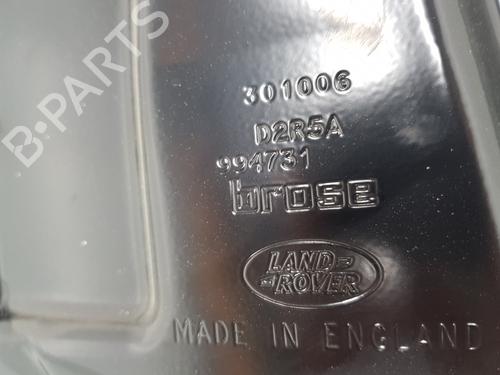 B-PARTS
301006
D2R5A
994731
brose
LAND-
-ROVER
MADE IN ENGLAND